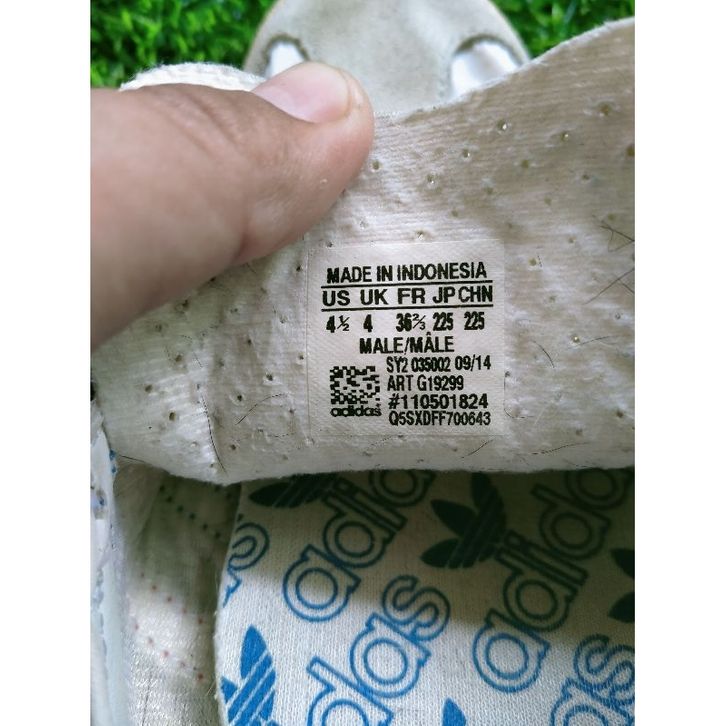 MADE IN INDONESIA
US UK FR JP CHN
4½ 4 36⅔ 225 225
MALE/MÂLE
SY2 035002 09/14
ART G19299
#110501824
adidas Q5SXDFF700643
adidas
adidas
adidas
adidas